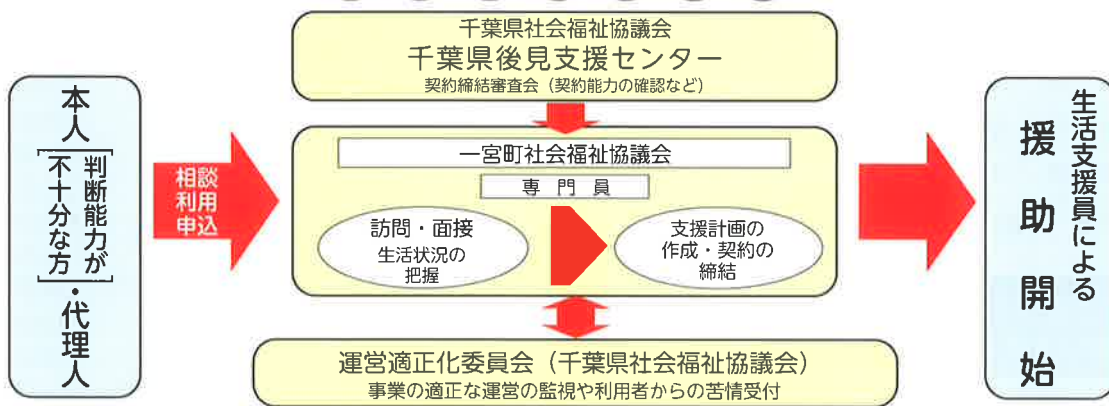 千葉県社会福祉協議会
千葉県後見支援センター
契約締結審査会（契約能力の確認など）
本人
判断能力が
不十分な方
・代理人
相談
利用
申込
一宮町社会福祉協議会
専門員
訪問・面接
生活状況の
把握
支援計画の
作成・契約の
締結
運営適正化委員会（千葉県社会福祉協議会）
事業の適正な運営の監視や利用者からの苦情受付
生活支援員による
援助開始